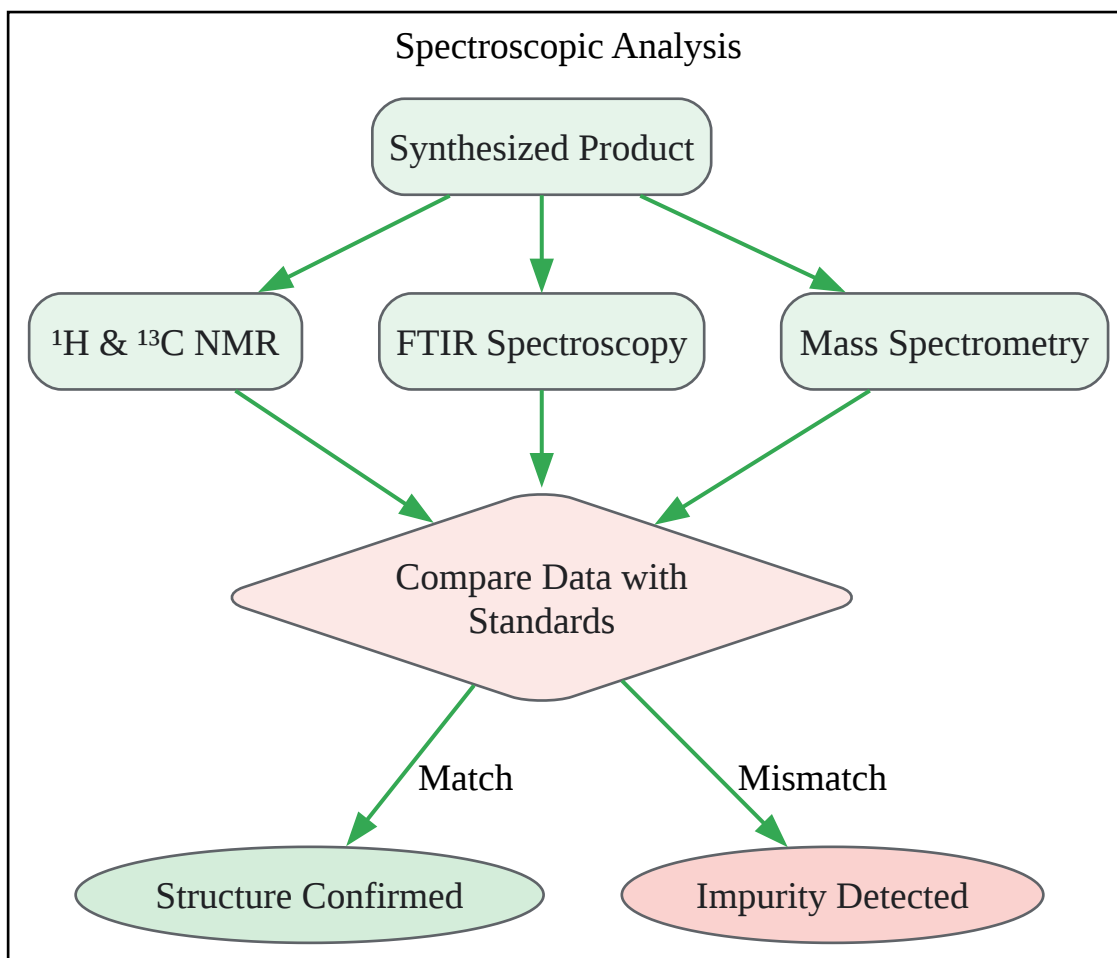 Spectroscopic Analysis
Synthesized Product
¹H & ¹³C NMR
FTIR Spectroscopy
Mass Spectrometry
Compare Data with
Standards
Match
Mismatch
Structure Confirmed
Impurity Detected